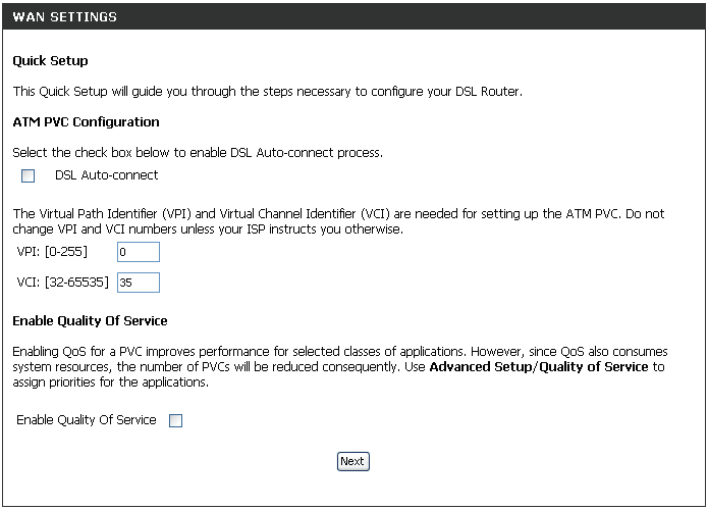 WAN SETTINGS
Quick Setup
This Quick Setup will guide you through the steps necessary to configure your DSL Router.
ATM PVC Configuration
Select the check box below to enable DSL Auto-connect process.
DSL Auto-connect
The Virtual Path Identifier (VPI) and Virtual Channel Identifier (VCI) are needed for setting up the ATM PVC. Do not
change VPI and VCI numbers unless your ISP instructs you otherwise.
VPI: [0-255] 0
VCI: [32-65535] 35
Enable Quality Of Service
Enabling QoS for a PVC improves performance for selected classes of applications. However, since QoS also consumes
system resources, the number of PVCs will be reduced consequently. Use Advanced Setup/Quality of Service to
assign priorities for the applications.
Enable Quality Of Service
Next